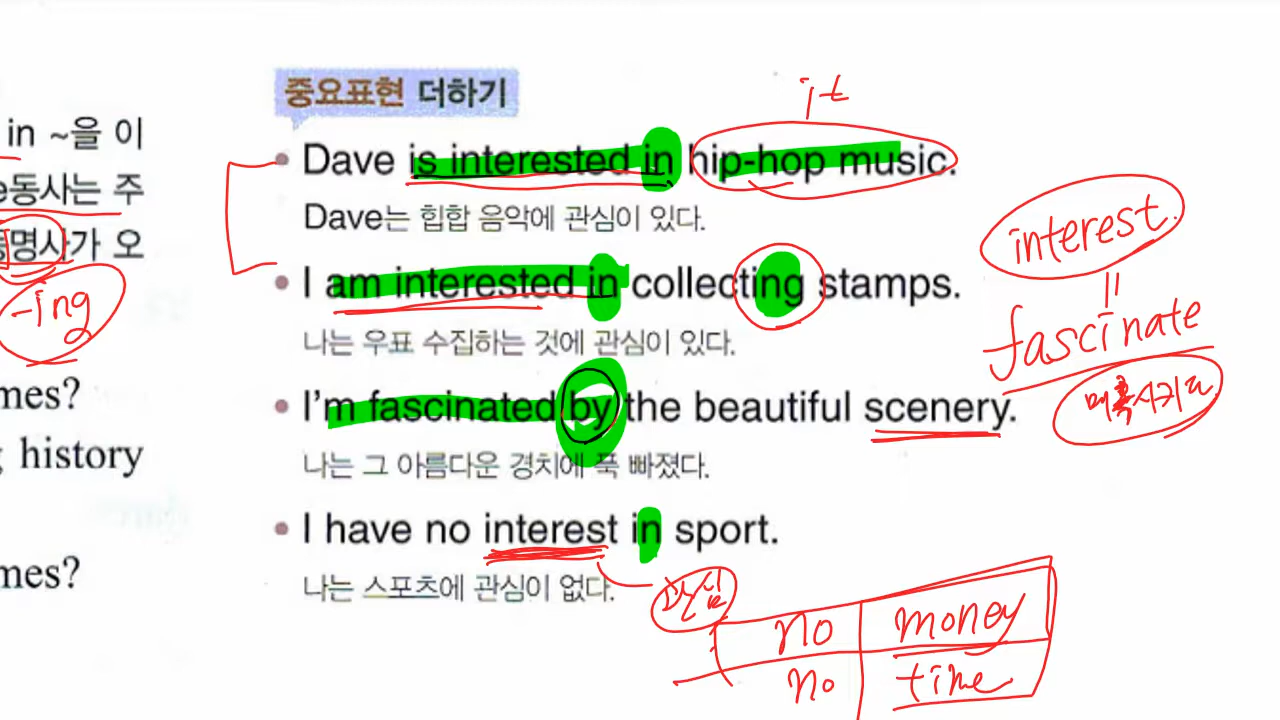 중요표현 더하기
it
in ~을 이
Dave is interested in hip-hop music.
동사는 주
Dave는 힙합 음악에 관심이 있다.
interest
명사가 오
I am interested in collecting stamps.
-ing
=
fascinate
나는 우표 수집하는 것에 관심이 있다.
매혹시키다
mes?
I'm fascinated by the beautiful scenery.
history
나는 그 아름다운 경치에 푹 빠졌다.
I have no interest in sport.
mes?
나는 스포츠에 관심이 없다.
관심
no money
no time